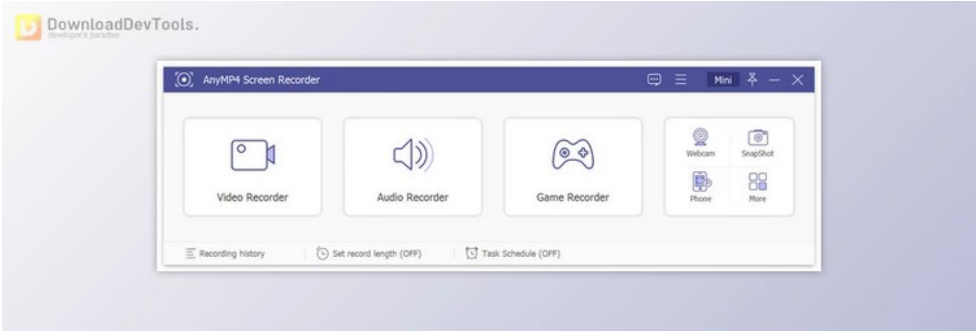 DownloadDevTools.
developer's paradise
AnyMP4 Screen Recorder
Mini
Video Recorder
Audio Recorder
Game Recorder
Webcam
SnapShot
Phone
More
Recording history
Set record length (OFF)
Task Schedule (OFF)